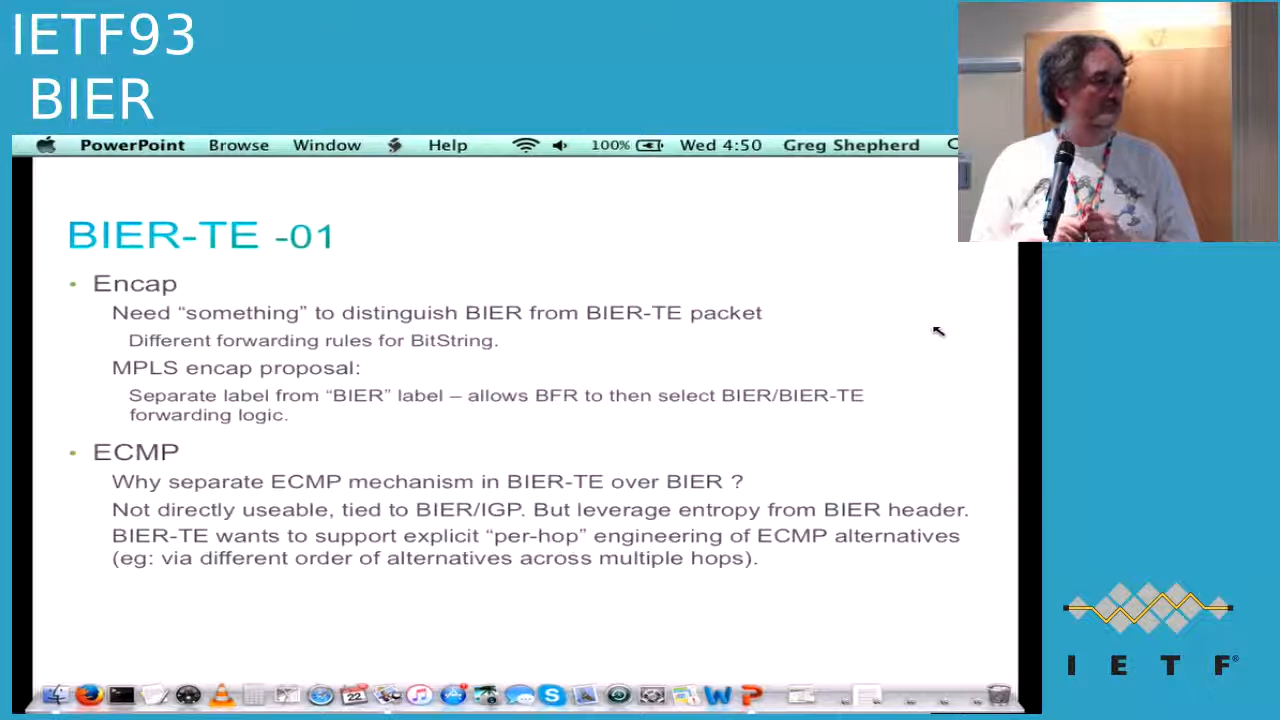 IETF93
BIER
PowerPoint Browse Window Help 100% Wed 4:50 Greg Shepherd
BIER-TE -01
• Encap
Need “something” to distinguish BIER from BIER-TE packet
Different forwarding rules for BitString.
MPLS encap proposal:
Separate label from “BIER” label – allows BFR to then select BIER/BIER-TE
forwarding logic.
• ECMP
Why separate ECMP mechanism in BIER-TE over BIER ?
Not directly useable, tied to BIER/IGP. But leverage entropy from BIER header.
BIER-TE wants to support explicit “per-hop” engineering of ECMP alternatives
(eg: via different order of alternatives across multiple hops).
22
I E T F®